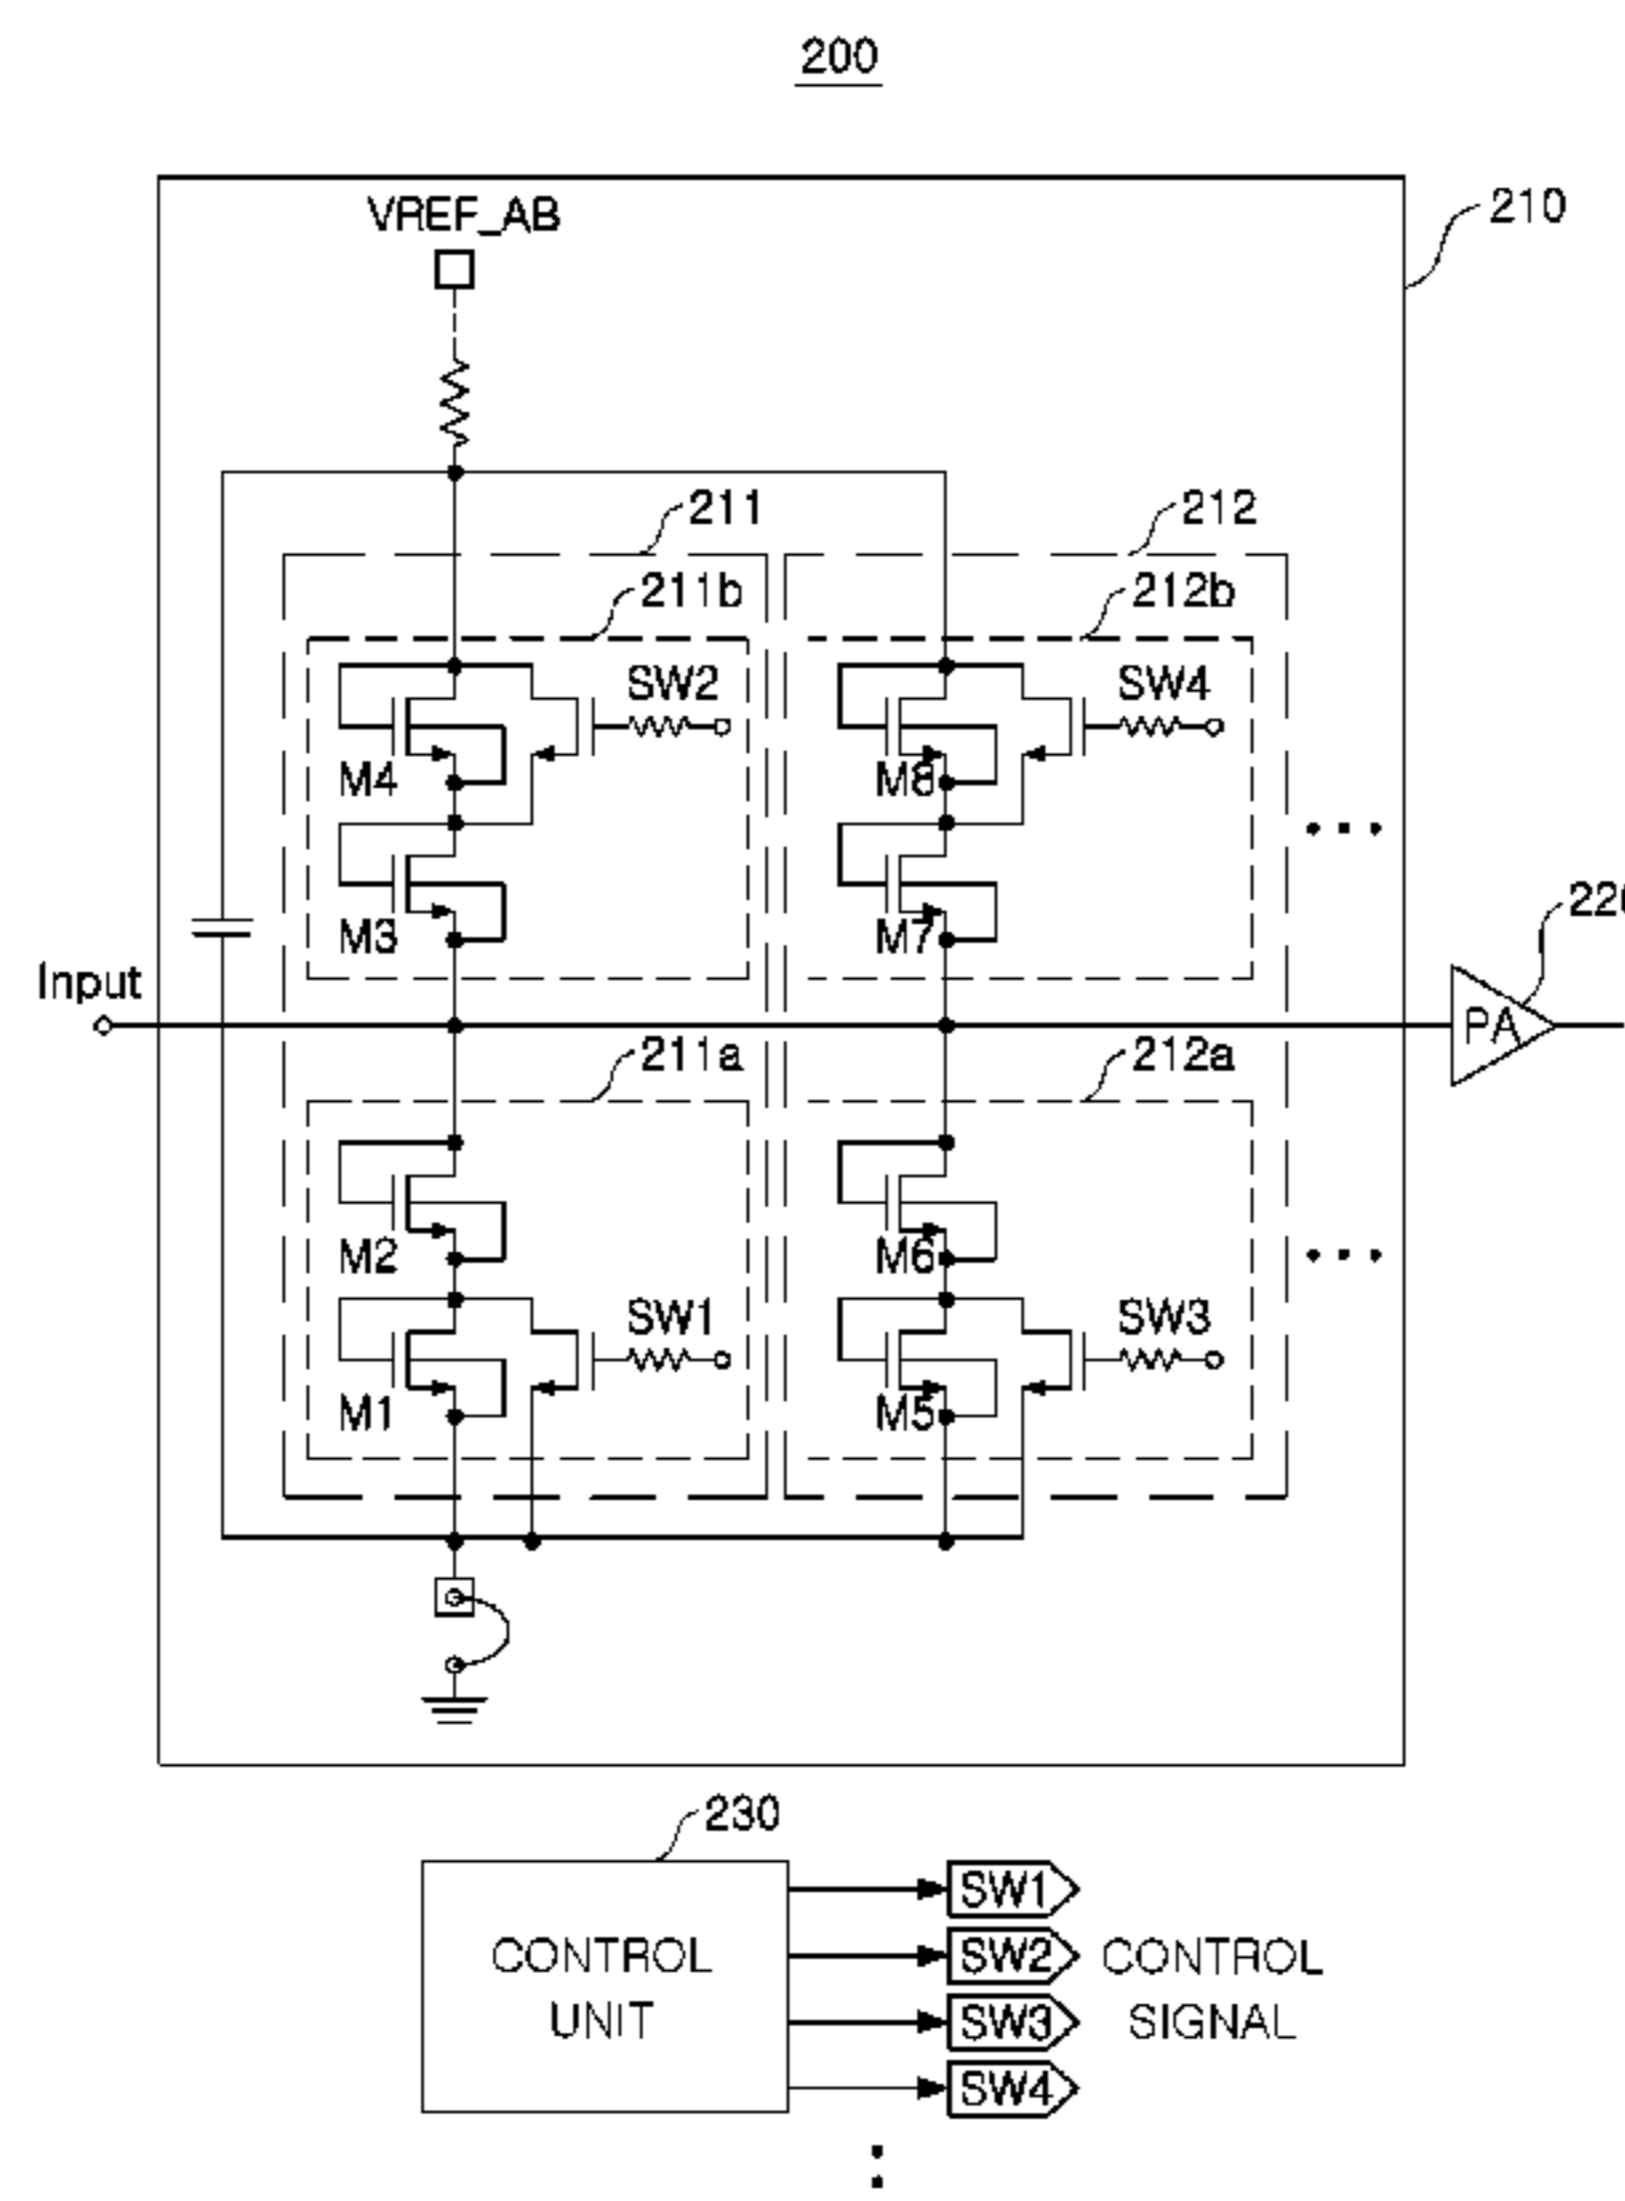 200
VREF_AB
210
211
212
211b
212b
SW2
SW4
M4
M8
M3
M7
Input
PA
211a
212a
M2
M6
SW1
SW3
M1
M5
230
CONTROL
UNIT
SW1
SW2
SW3
SW4
CONTROL
SIGNAL